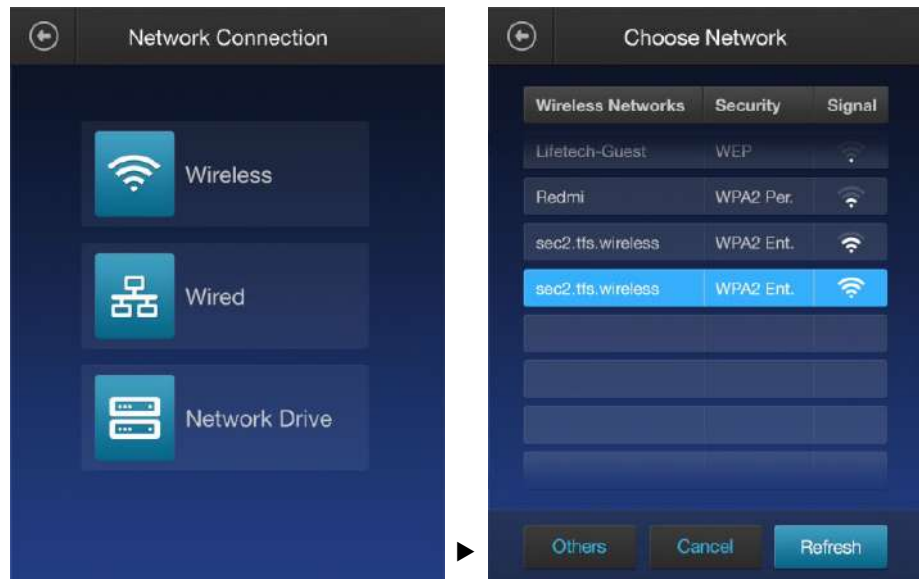 Network Connection
Wireless
Wired
Network Drive
Choose Network
Wireless Networks Security Signal
Lifetech-Guest WEP
Redmi WPA2 Per.
sec2.tfs.wireless WPA2 Ent.
sec2.tfs.wireless WPA2 Ent.
Others Cancel Refresh